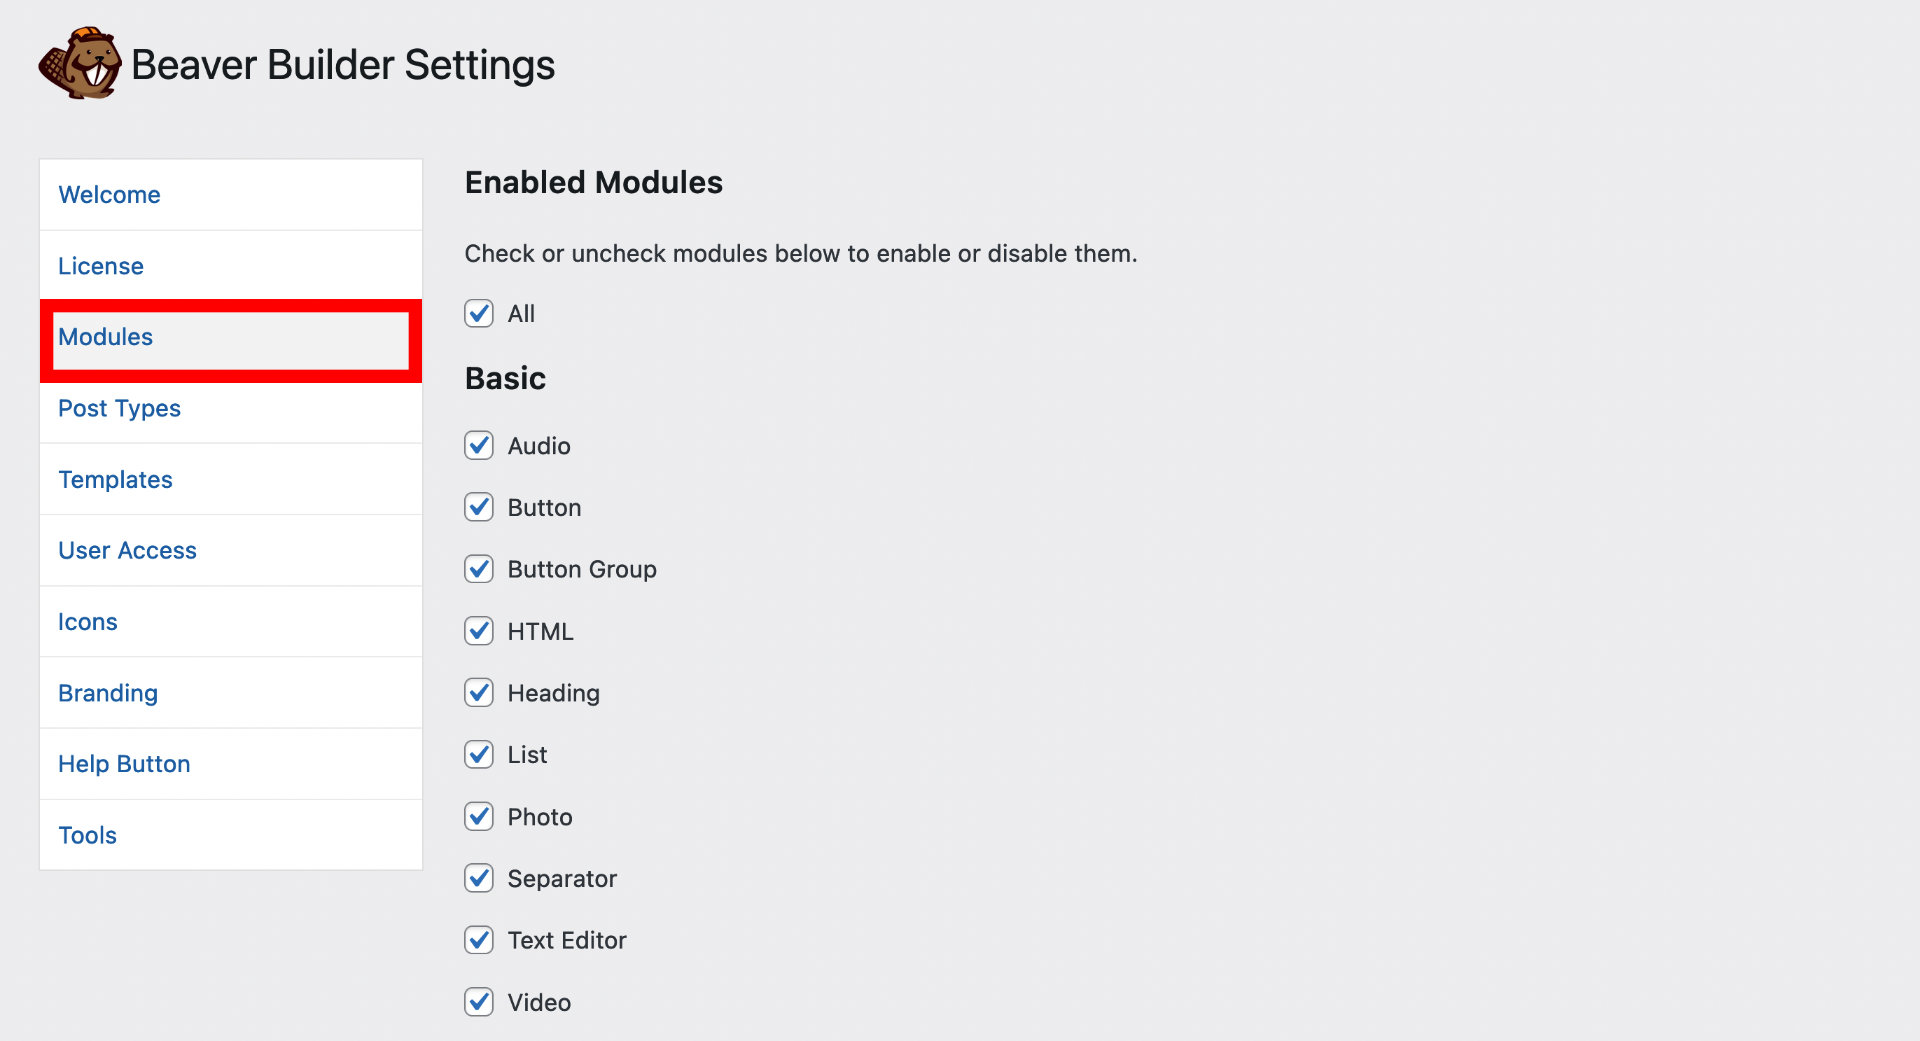 Beaver Builder Settings
Welcome
License
Modules
Post Types
Templates
User Access
Icons
Branding
Help Button
Tools
Enabled Modules
Check or uncheck modules below to enable or disable them.
All
Basic
Audio
Button
Button Group
HTML
Heading
List
Photo
Separator
Text Editor
Video